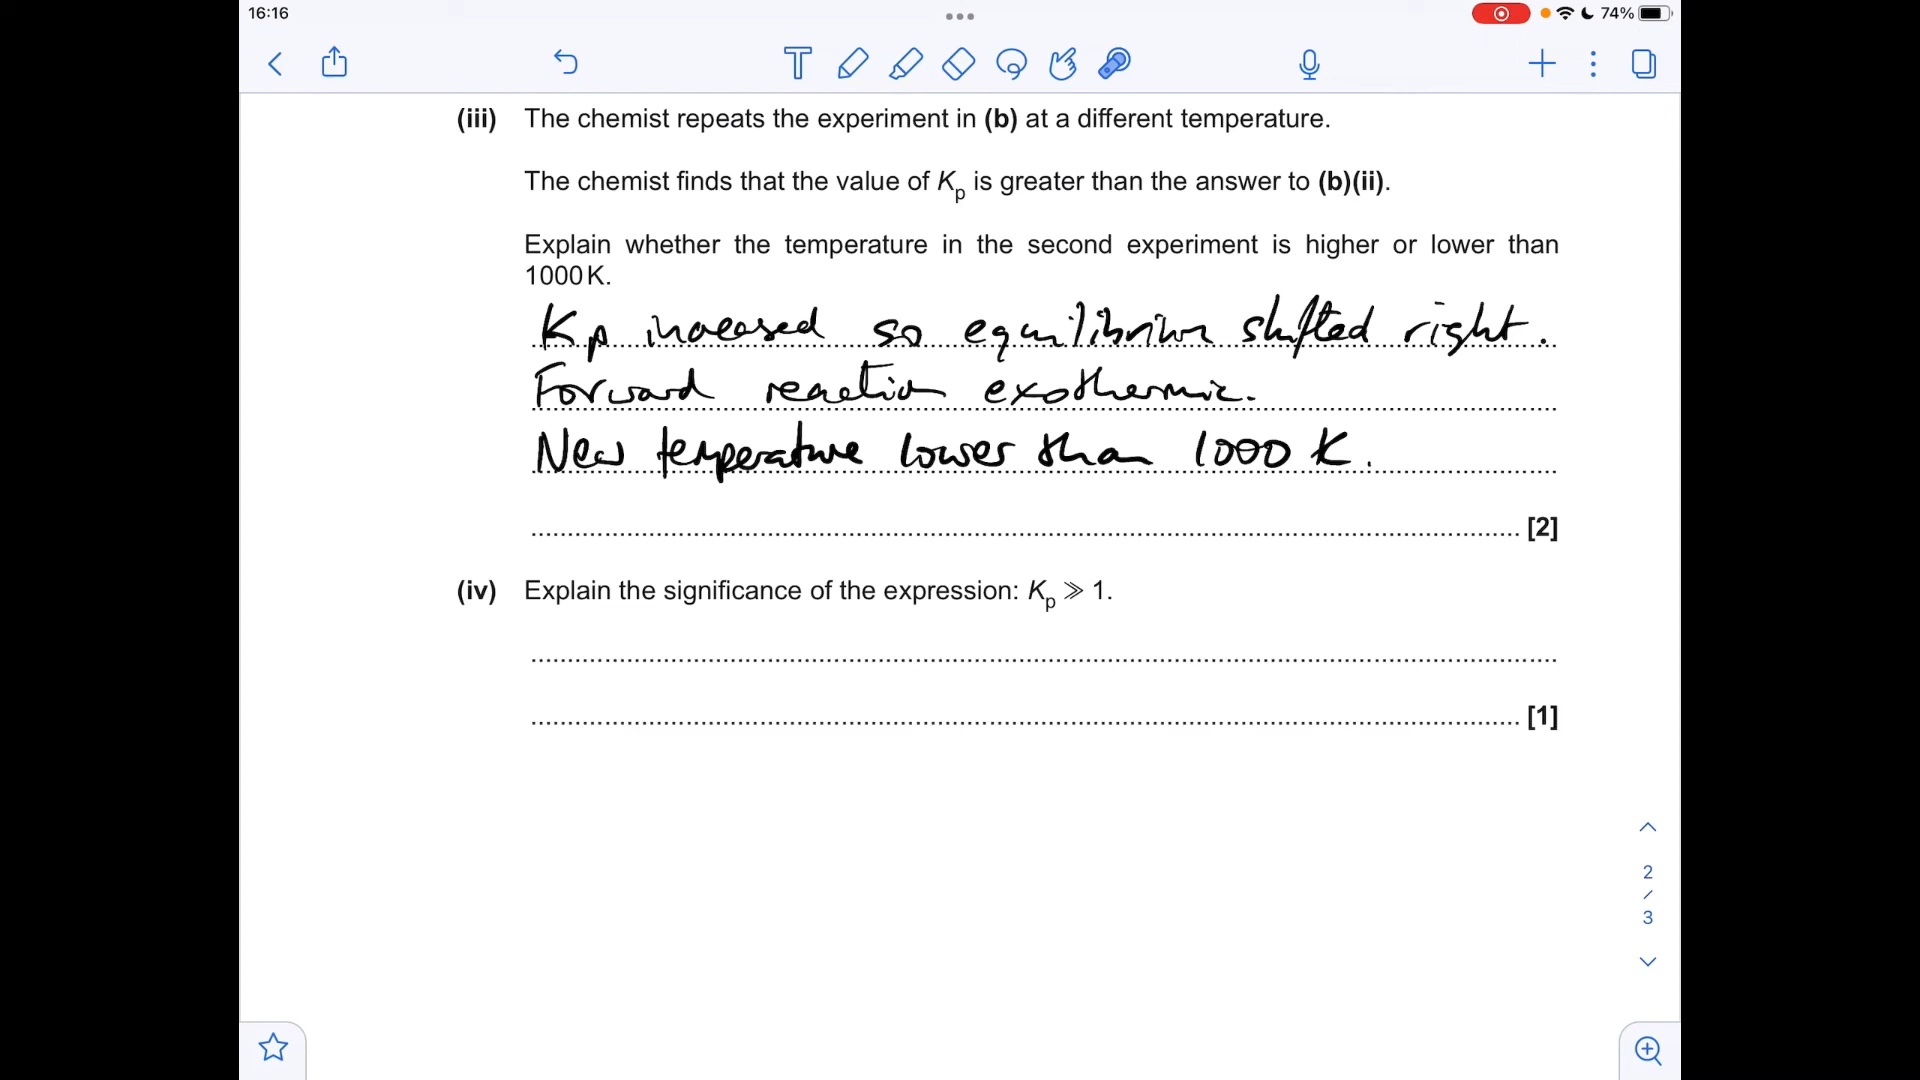 16:16
74%
(iii) The chemist repeats the experiment in (b) at a different temperature.
The chemist finds that the value of Kp is greater than the answer to (b)(ii).
Explain whether the temperature in the second experiment is higher or lower than
1000 K.
Kp increased so equilibrium shifted right.
Forward reaction exothermic.
New temperature lower than 1000 K.
[2]
(iv) Explain the significance of the expression: Kp ≫ 1.
[1]
2
/
3